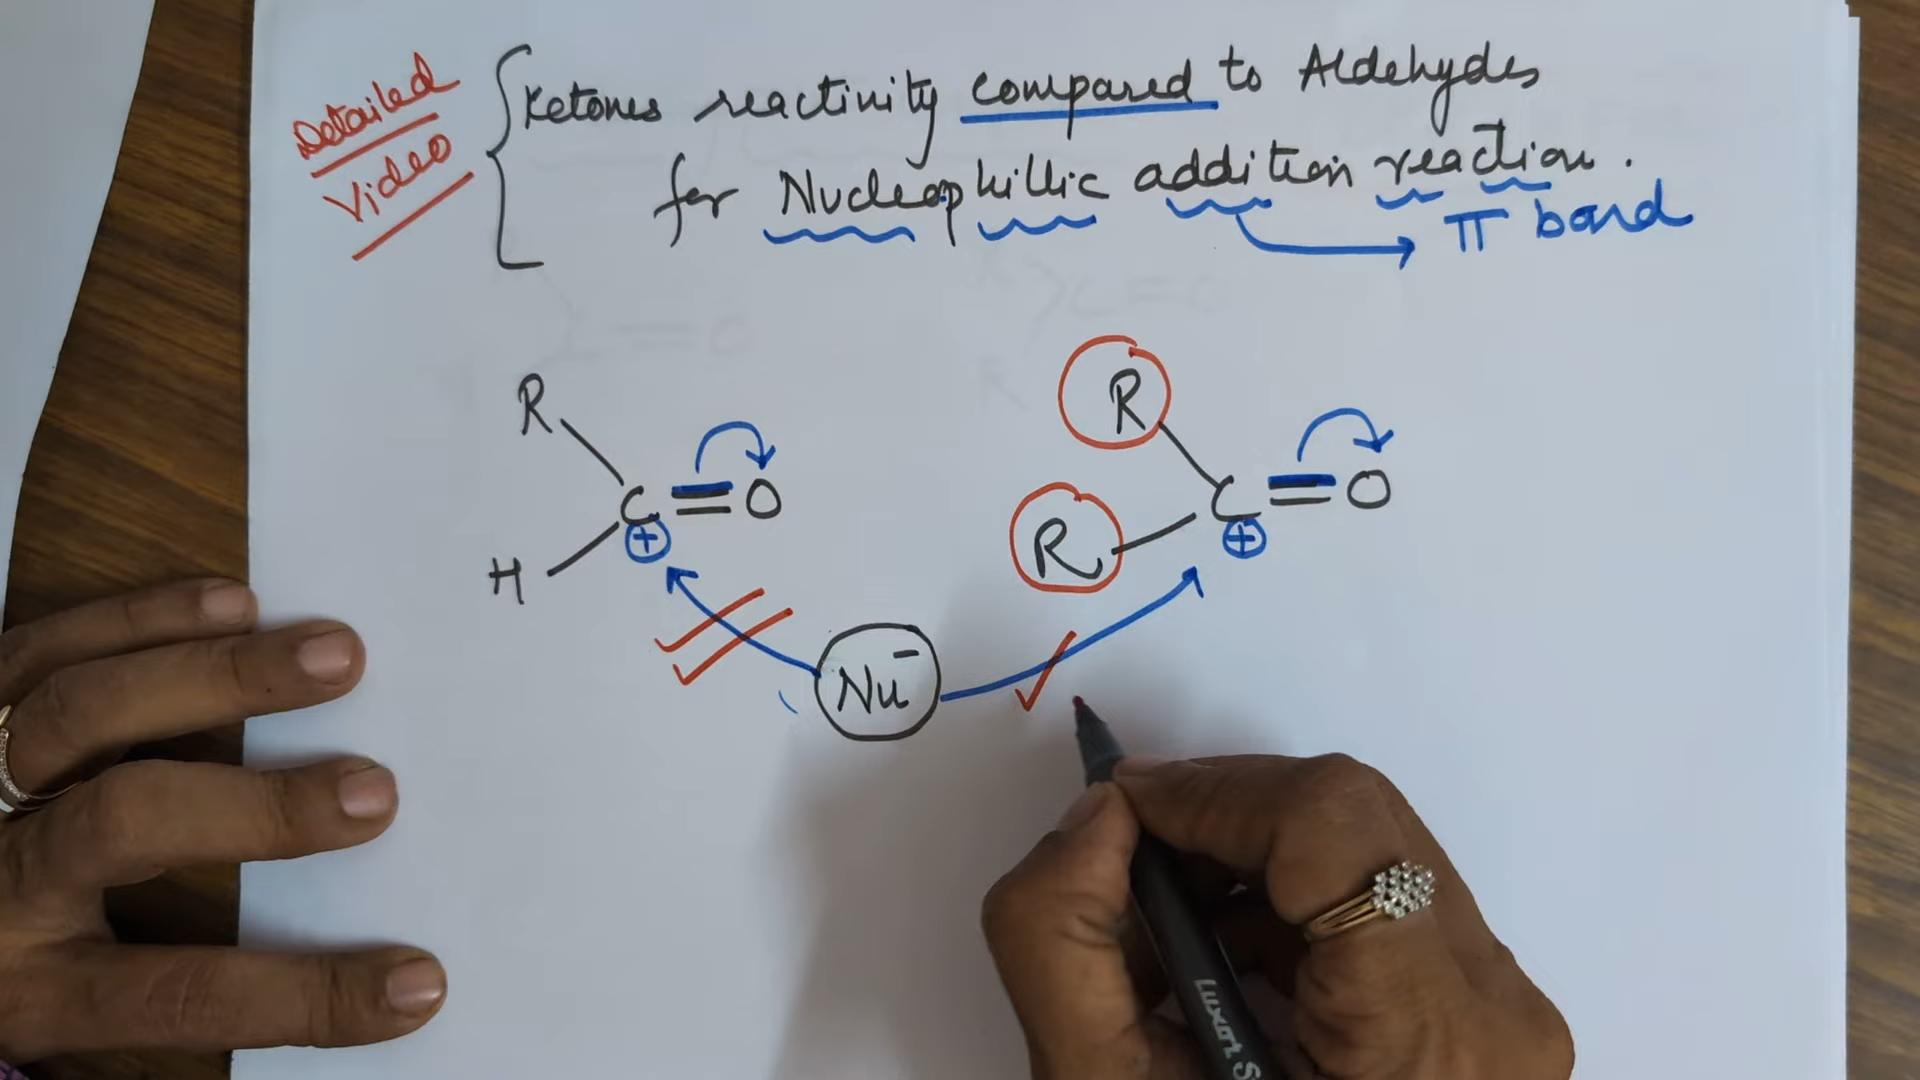 Detailed
Video
Ketones reactivity compared to Aldehydes
for Nucleophillic addition reaction.
π bond
R
C = O
H
+
R
R
C = O
+
Nu⁻
Luxor S